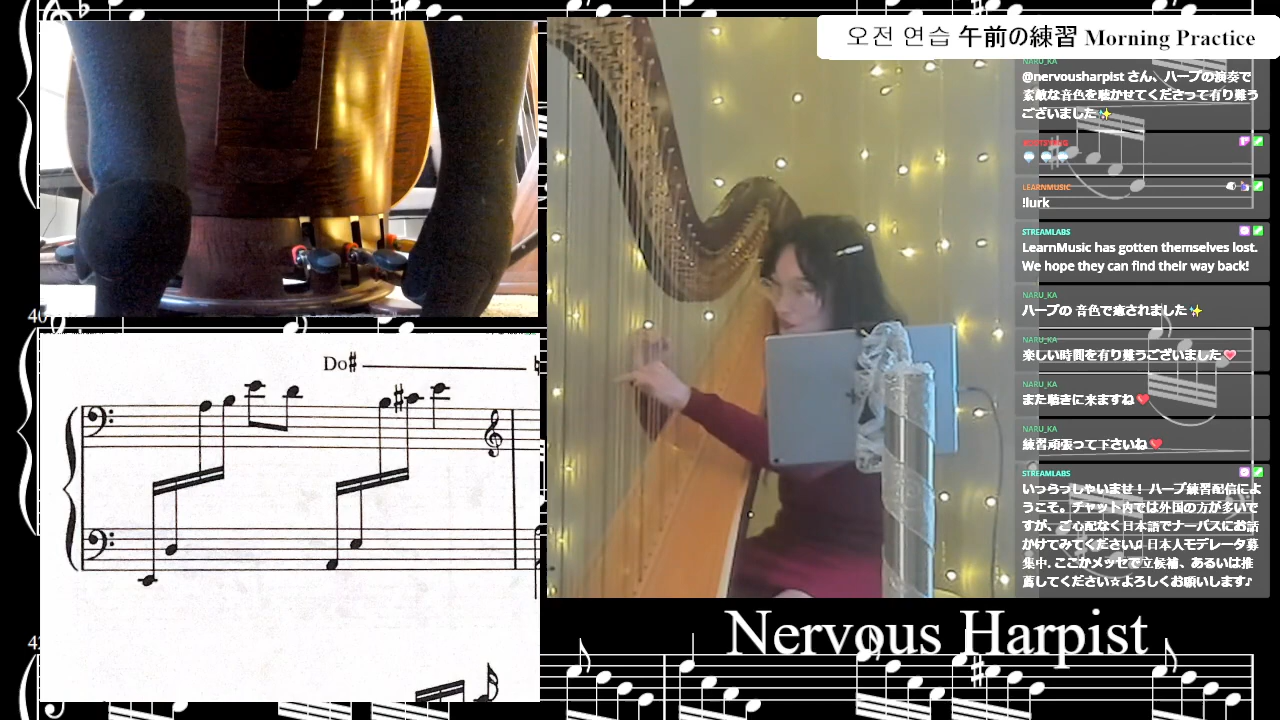 오전 연습 午前の練習 Morning Practice
NARU_KA
@nervousharpist さん、ハープの演奏で
素敵な音色を聴かせてくださって有り難う
ございました✨
LEARNMUSIC
!lurk
STREAMLABS
LearnMusic has gotten themselves lost.
We hope they can find their way back!
NARU_KA
ハープの 音色で癒されました✨
NARU_KA
楽しい時間を有り難うございました❤
NARU_KA
また聴きに来ますね❤
NARU_KA
練習頑張って下さいね❤
STREAMLABS
いっらっしゃいませ！ハープ練習配信によ
うこそ。チャット内では外国の方が多いで
すが、ご心配なく日本語でナーバスにお話
かけてみてください♫ 日本人モデレータ募
集中, ここかメッセで立候補、あるいは推
薦してください☆よろしくお願いします♪
40
Do#
Nervous Harpist